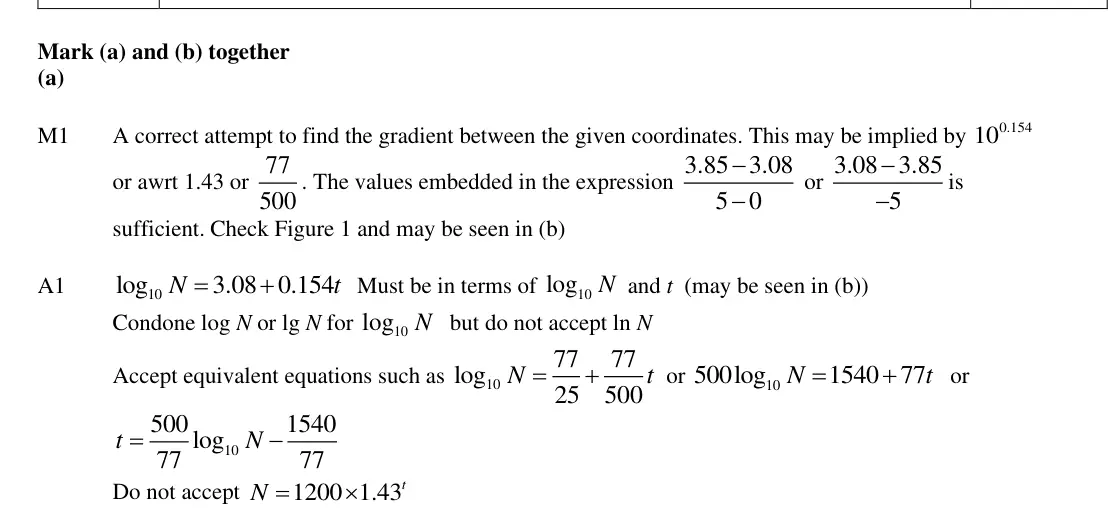 Mark (a) and (b) together
(a)
M1 A correct attempt to find the gradient between the given coordinates. This may be implied by 10^0.154
or awrt 1.43 or 77/500. The values embedded in the expression (3.85−3.08)/(5−0) or (3.08−3.85)/(−5) is
sufficient. Check Figure 1 and may be seen in (b)
A1 log₁₀ N = 3.08 + 0.154t Must be in terms of log₁₀ N and t (may be seen in (b))
Condone log N or lg N for log₁₀ N but do not accept ln N
Accept equivalent equations such as log₁₀ N = 77/25 + 77/500 t or 500log₁₀ N = 1540 + 77t or
t = 500/77 log₁₀ N − 1540/77
Do not accept N = 1200 × 1.43^t